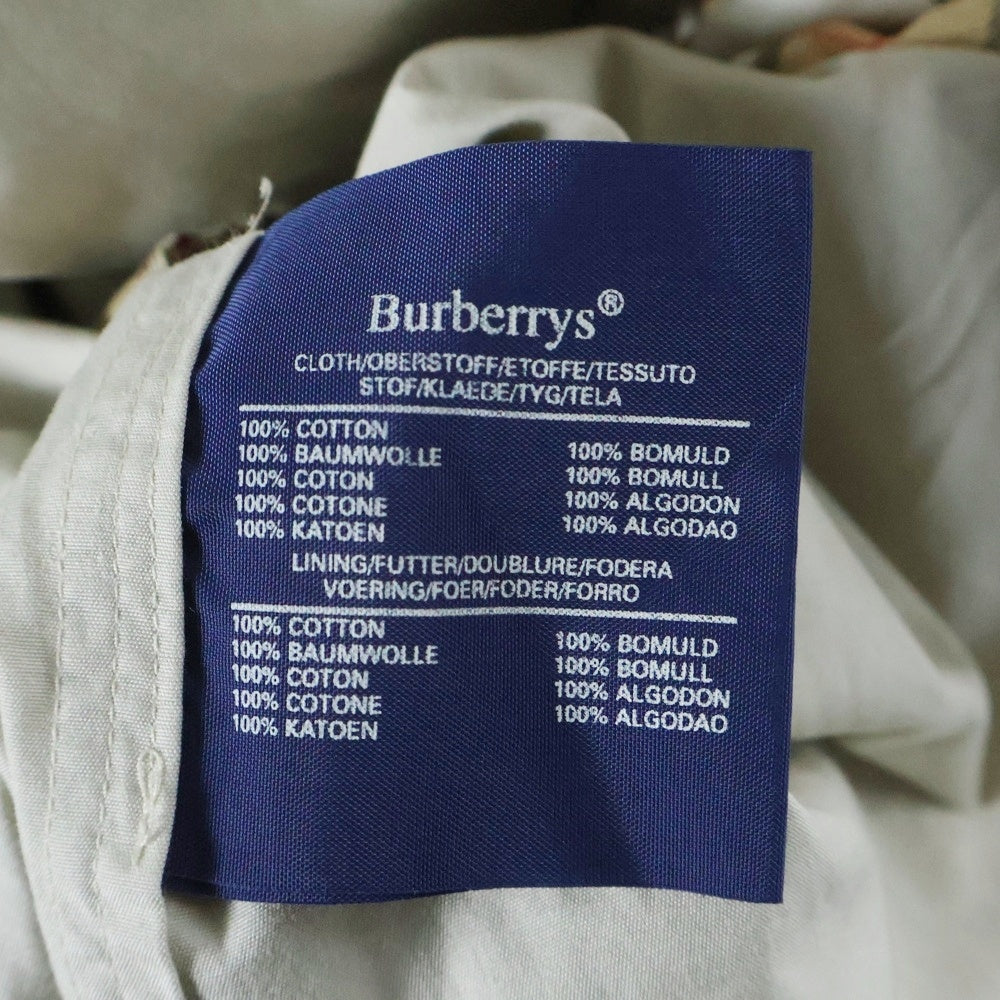 Burberrys®
CLOTH/OBERSTOFF/ETOFFE/TESSUTO
STOF/KLAEDE/TYG/TELA
100% COTTON
100% BAUMWOLLE
100% COTON
100% COTONE
100% KATOEN
100% BOMULD
100% BOMULL
100% ALGODON
100% ALGODAO
LINING/FUTTER/DOUBLURE/FODERA
VOERING/FOER/FODER/FORRO
100% COTTON
100% BAUMWOLLE
100% COTON
100% COTONE
100% KATOEN
100% BOMULD
100% BOMULL
100% ALGODON
100% ALGODAO